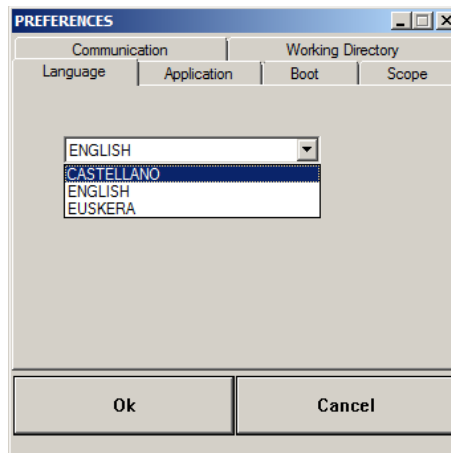 PREFERENCES
Communication Working Directory
Language Application Boot Scope
ENGLISH
CASTELLANO
ENGLISH
EUSKERA
Ok Cancel